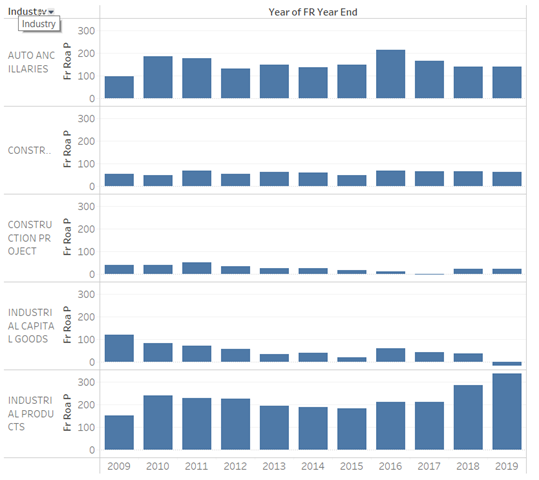 Industry
Year of FR Year End
Industry
AUTO ANC
ILLARIES
Fr Roa P
300
200
100
0
CONSTR..
Fr Roa P
300
200
100
0
CONSTRU
CTION PR
OJECT
Fr Roa P
300
200
100
0
INDUSTRI
AL CAPITA
L GOODS
Fr Roa P
300
200
100
0
INDUSTRI
AL PRODU
CTS
Fr Roa P
300
200
100
0
2009 2010 2011 2012 2013 2014 2015 2016 2017 2018 2019